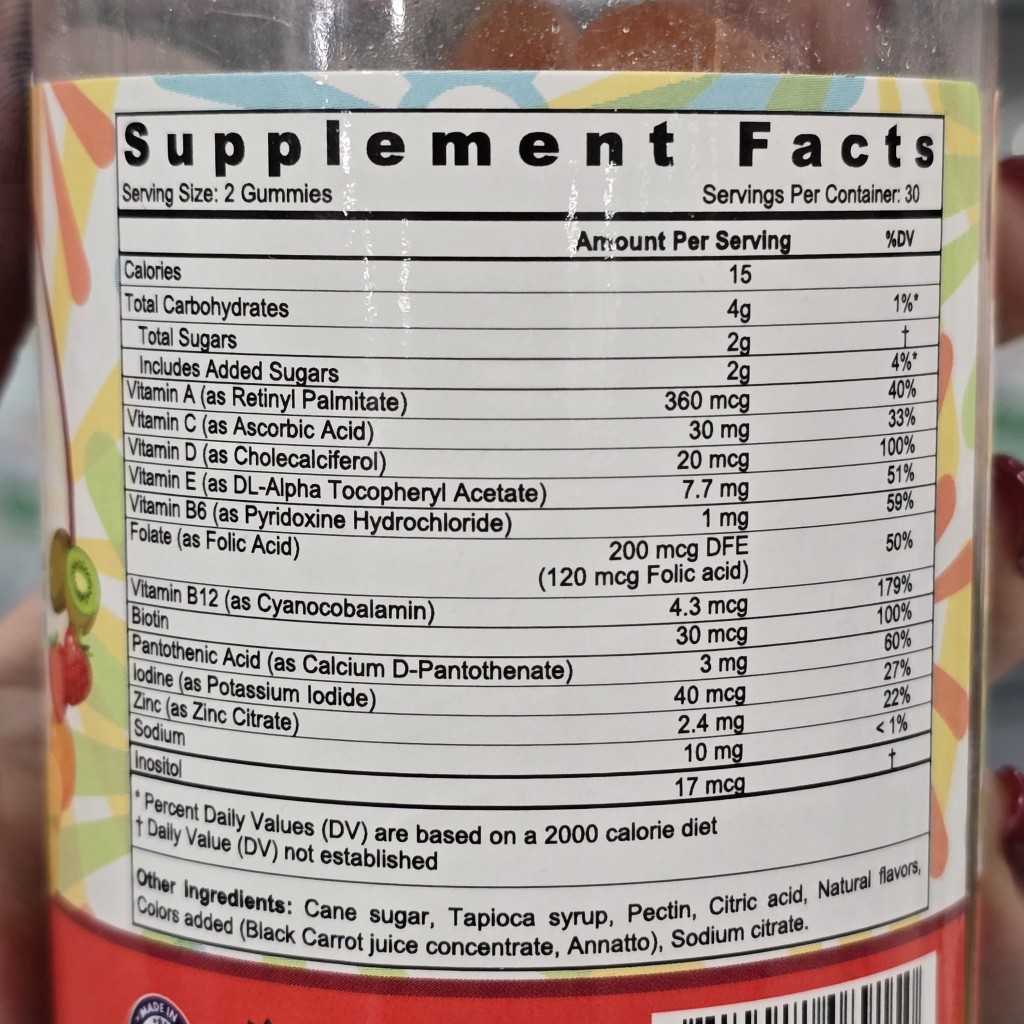 Supplement Facts
Serving Size: 2 Gummies Servings Per Container: 30
Amount Per Serving %DV
Calories 15
Total Carbohydrates 4g 1%*
Total Sugars 2g †
Includes Added Sugars 2g 4%*
Vitamin A (as Retinyl Palmitate) 360 mcg 40%
Vitamin C (as Ascorbic Acid) 30 mg 33%
Vitamin D (as Cholecalciferol) 20 mcg 100%
Vitamin E (as DL-Alpha Tocopheryl Acetate) 7.7 mg 51%
Vitamin B6 (as Pyridoxine Hydrochloride) 1 mg 59%
Folate (as Folic Acid) 200 mcg DFE 50%
(120 mcg Folic acid)
Vitamin B12 (as Cyanocobalamin) 4.3 mcg 179%
Biotin 30 mcg 100%
Pantothenic Acid (as Calcium D-Pantothenate) 3 mg 60%
Iodine (as Potassium Iodide) 40 mcg 27%
Zinc (as Zinc Citrate) 2.4 mg 22%
Sodium 10 mg < 1%
Inositol 17 mcg †
* Percent Daily Values (DV) are based on a 2000 calorie diet
† Daily Value (DV) not established
Other Ingredients: Cane sugar, Tapioca syrup, Pectin, Citric acid, Natural flavors,
Colors added (Black Carrot juice concentrate, Annatto), Sodium citrate.
MADE IN